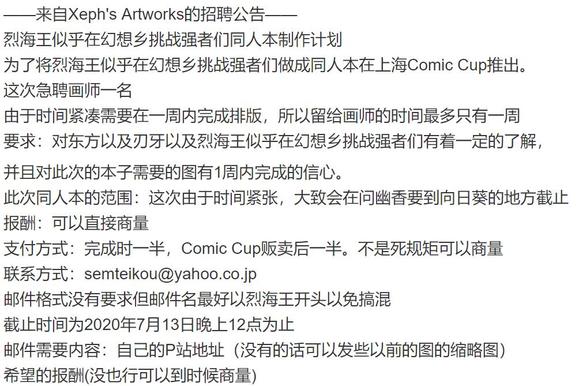 ——来自Xeph's Artworks的招聘公告——
烈海王似乎在幻想乡挑战强者们同人本制作计划
为了将烈海王似乎在幻想乡挑战强者们做成同人本在上海Comic Cup推出。
这次急聘画师一名
由于时间紧凑需要在一周内完成排版，所以留给画师的时间最多只有一周
要求：对东方以及刃牙以及烈海王似乎在幻想乡挑战强者们有着一定的了解，
并且对此次的本子需要的图有1周内完成的信心。
此次同人本的范围：这次由于时间紧张，大致会在问幽香要到向日葵的地方截止
报酬：可以直接商量
支付方式：完成时一半，Comic Cup贩卖后一半。不是死规矩可以商量
联系方式：semteikou@yahoo.co.jp
邮件格式没有要求但邮件名最好以烈海王开头以免搞混
截止时间为2020年7月13日晚上12点为止
邮件需要内容：自己的P站地址（没有的话可以发些以前的图的缩略图）
希望的报酬(没也行可以到时候商量)